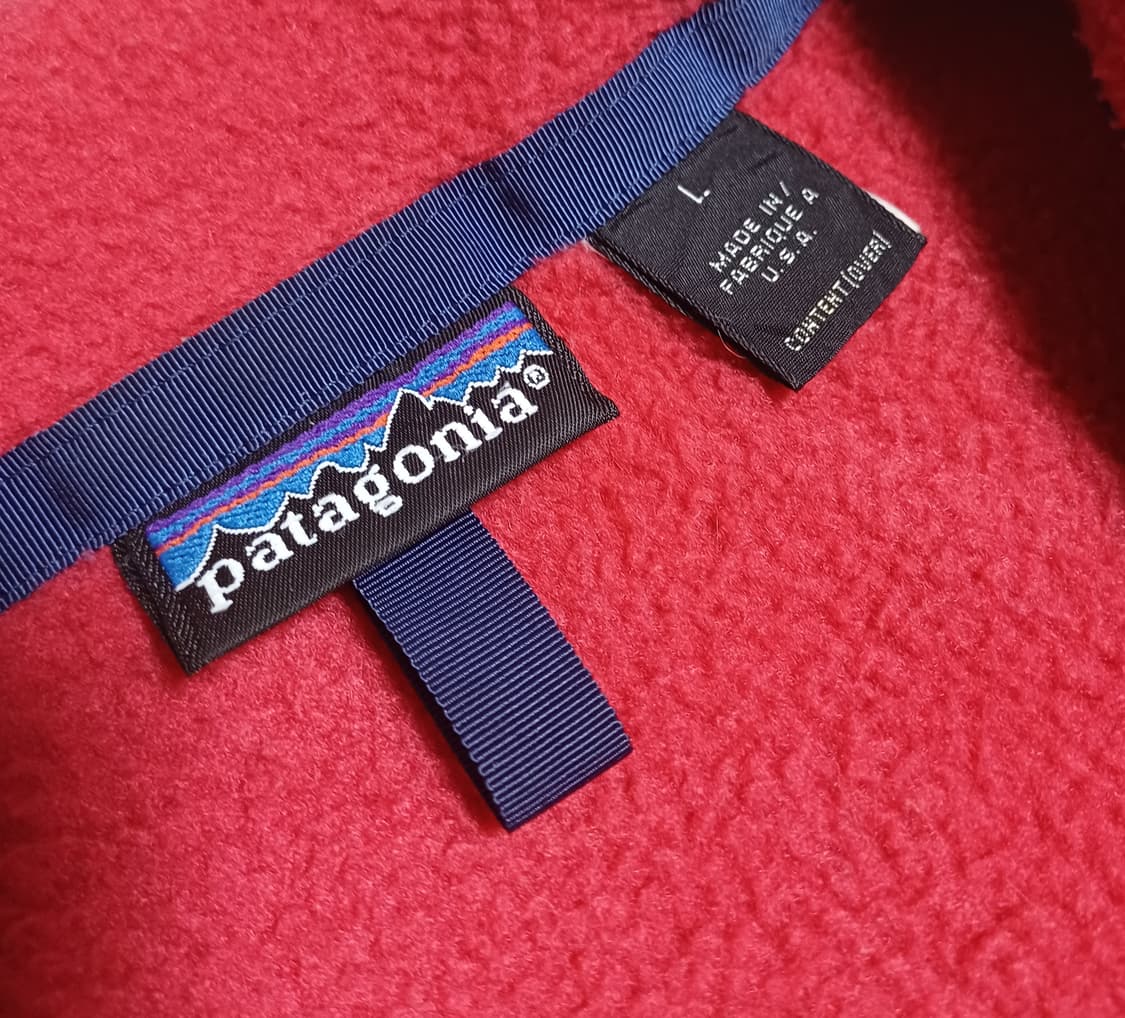 patagonia®
L
MADE IN/
FABRIQUE A
U.S.A.
CONTENT(OVER)